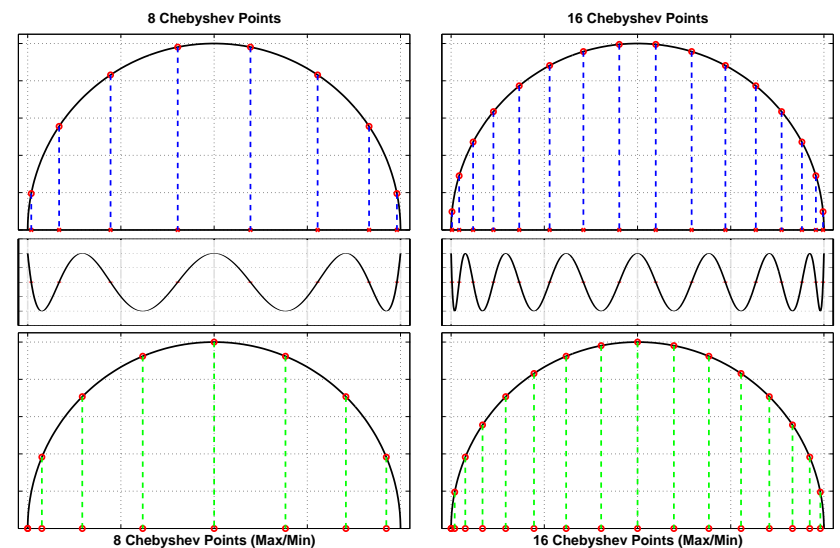 8 Chebyshev Points
16 Chebyshev Points
8 Chebyshev Points (Max/Min)
16 Chebyshev Points (Max/Min)